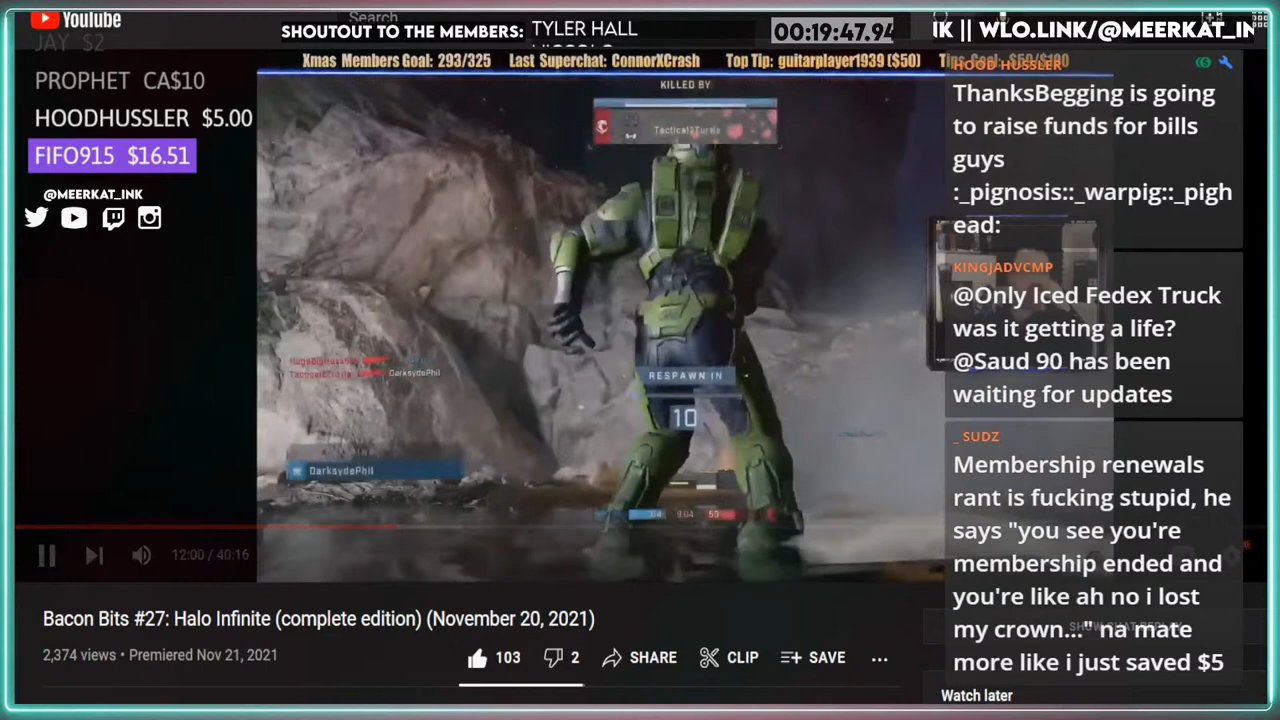 YouTube
Search
SHOUTOUT TO THE MEMBERS:
TYLER HALL
00:19:47.94
IK || WLO.LINK/@MEERKAT_IN
JAY $2
PROPHET CA$10
HOODHUSSLER $5.00
FIFO915 $16.51
@MEERKAT_INK
Xmas Members Goal: 293/325
Last Superchat: ConnorXCrash
Top Tip: guitarplayer1939 ($50)
KILLED BY
RESPAWN IN
10
DarksydePhil
DarksydePhil
8:04
53
HOOD HUSSLER
ThanksBegging is going
to raise funds for bills
guys
:_pignosis::_warpig::_pigh
ead:
KINGJADVCMP
@Only Iced Fedex Truck
was it getting a life?
@Saud 90 has been
waiting for updates
_ SUDZ
Membership renewals
rant is fucking stupid, he
says "you see you're
membership ended and
you're like ah no i lost
my crown..." na mate
more like i just saved $5
12:00 / 40:16
Bacon Bits #27: Halo Infinite (complete edition) (November 20, 2021)
2,374 views • Premiered Nov 21, 2021
103
2
SHARE
CLIP
SAVE
Watch later